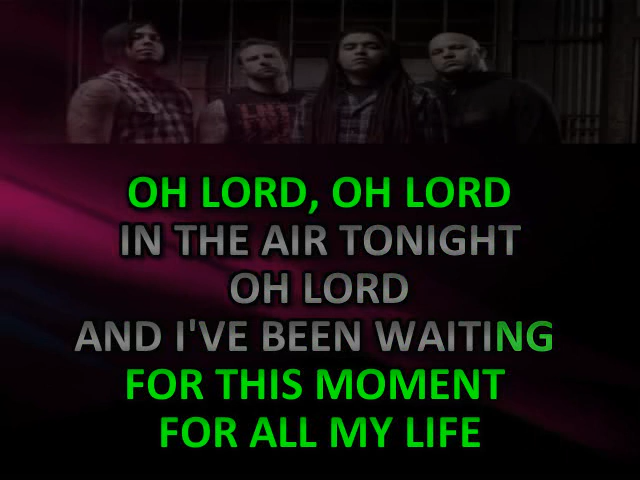 OH LORD, OH LORD
IN THE AIR TONIGHT
OH LORD
AND I'VE BEEN WAITING
FOR THIS MOMENT
FOR ALL MY LIFE